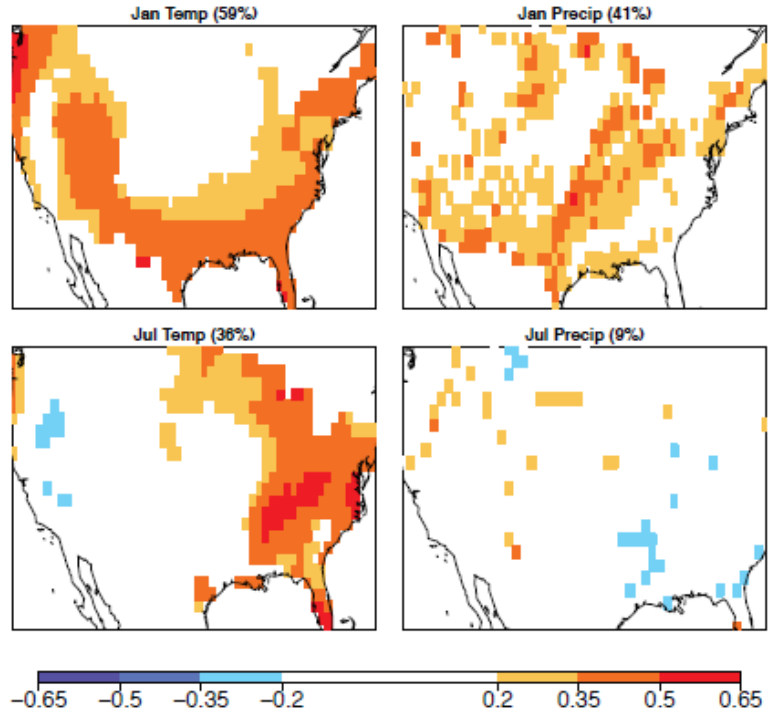 Jan Temp (59%)
Jan Precip (41%)
Jul Temp (36%)
Jul Precip (9%)
−0.65 −0.5 −0.35 −0.2 0.2 0.35 0.5 0.65